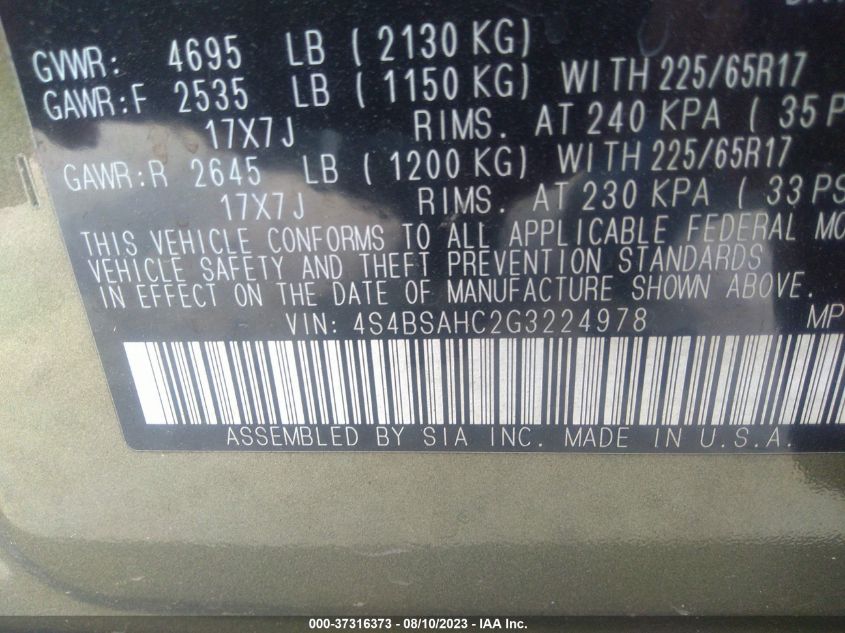 GVWR: 4695 LB ( 2130 KG)
GAWR:F 2535 LB ( 1150 KG) WITH 225/65R17
17X7J RIMS. AT 240 KPA ( 35 P
GAWR:R 2645 LB ( 1200 KG) WITH 225/65R17
17X7J RIMS. AT 230 KPA ( 33 PS
THIS VEHICLE CONFORMS TO ALL APPLICABLE FEDERAL MO
VEHICLE SAFETY AND THEFT PREVENTION STANDARDS
IN EFFECT ON THE DATE OF MANUFACTURE SHOWN ABOVE.
VIN: 4S4BSAHC2G3224978 MP
ASSEMBLED BY SIA INC. MADE IN U.S.A.
000-37316373 - 08/10/2023 - IAA Inc.